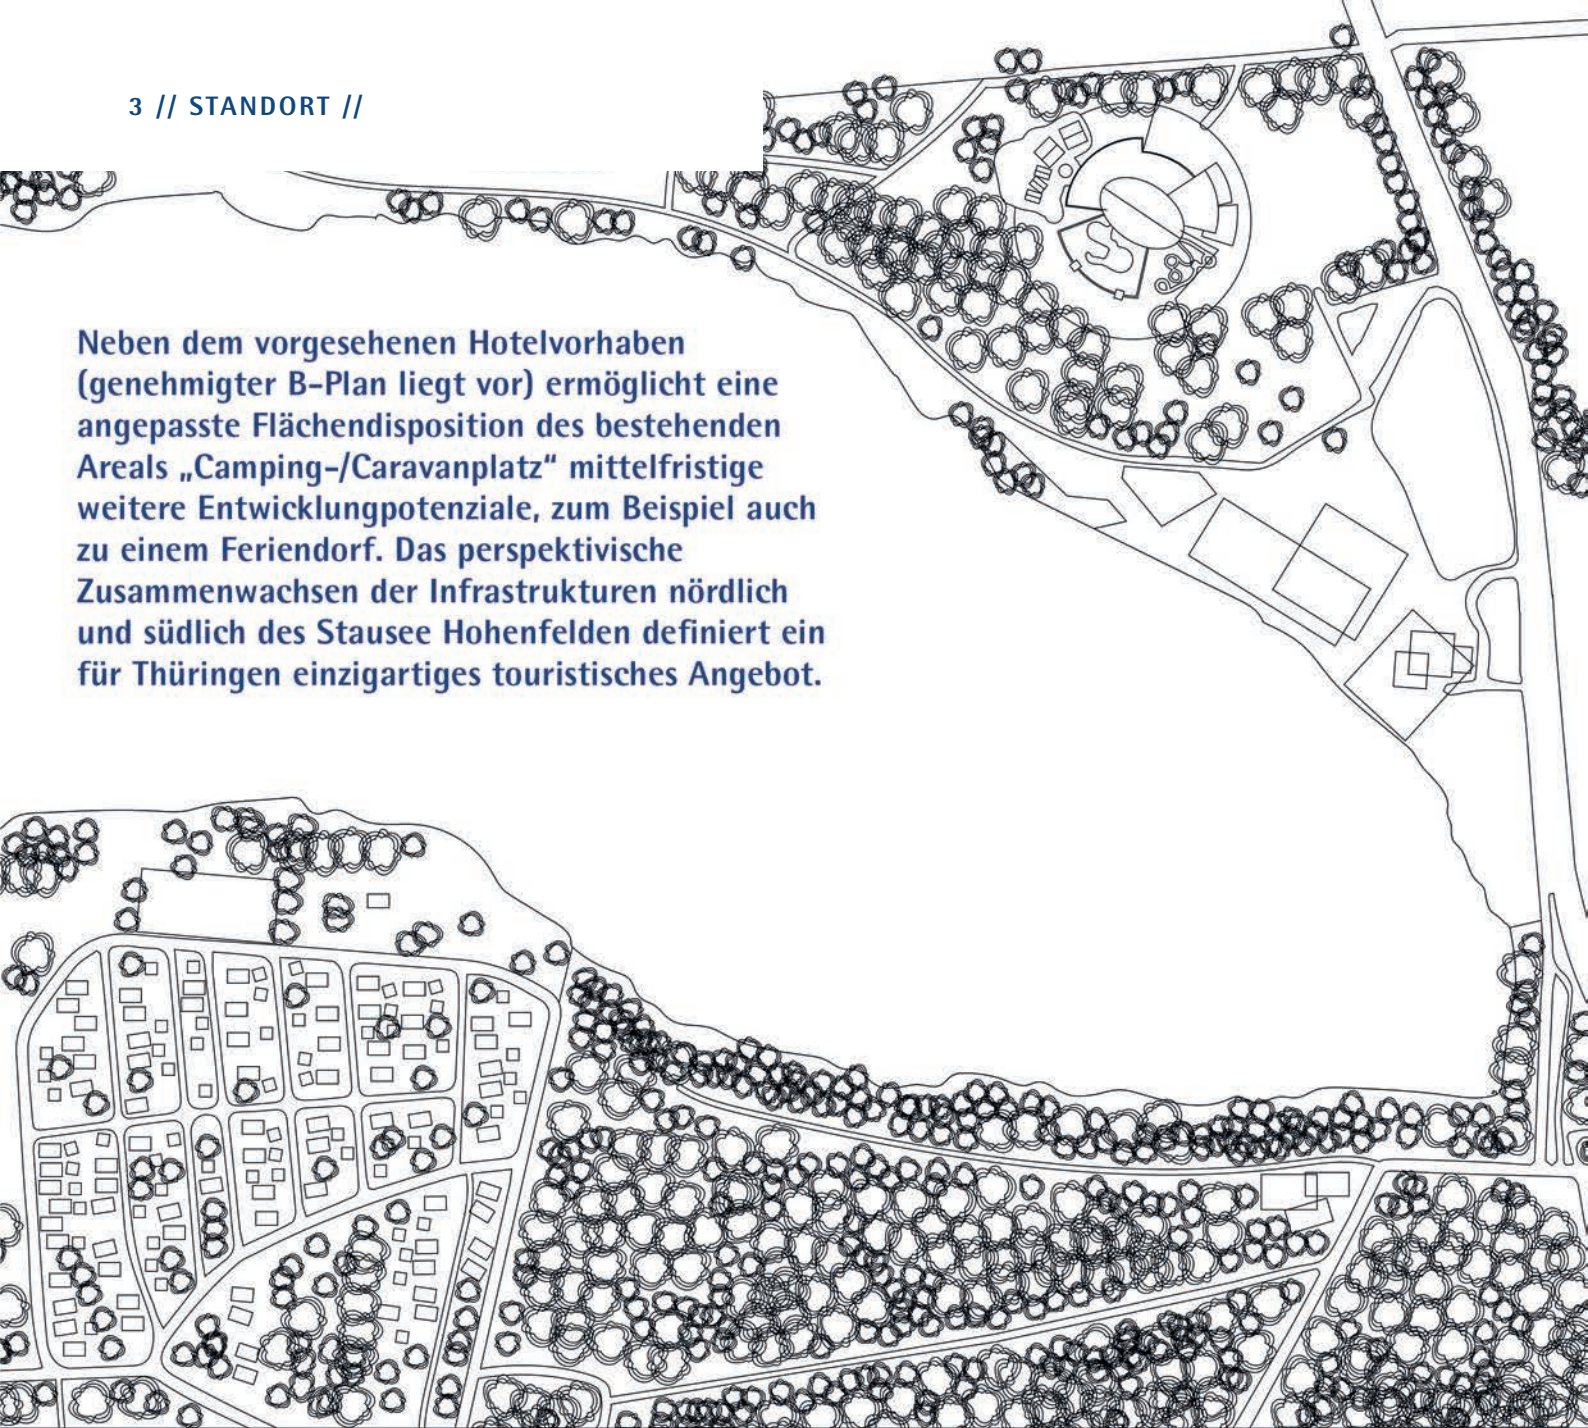 3 // STANDORT //
Neben dem vorgesehenen Hotelvorhaben
(genehmigter B-Plan liegt vor) ermöglicht eine
angepasste Flächendisposition des bestehenden
Areals „Camping-/Caravanplatz“ mittelfristige
weitere Entwicklungpotenziale, zum Beispiel auch
zu einem Feriendorf. Das perspektivische
Zusammenwachsen der Infrastrukturen nördlich
und südlich des Stausee Hohenfelden definiert ein
für Thüringen einzigartiges touristisches Angebot.